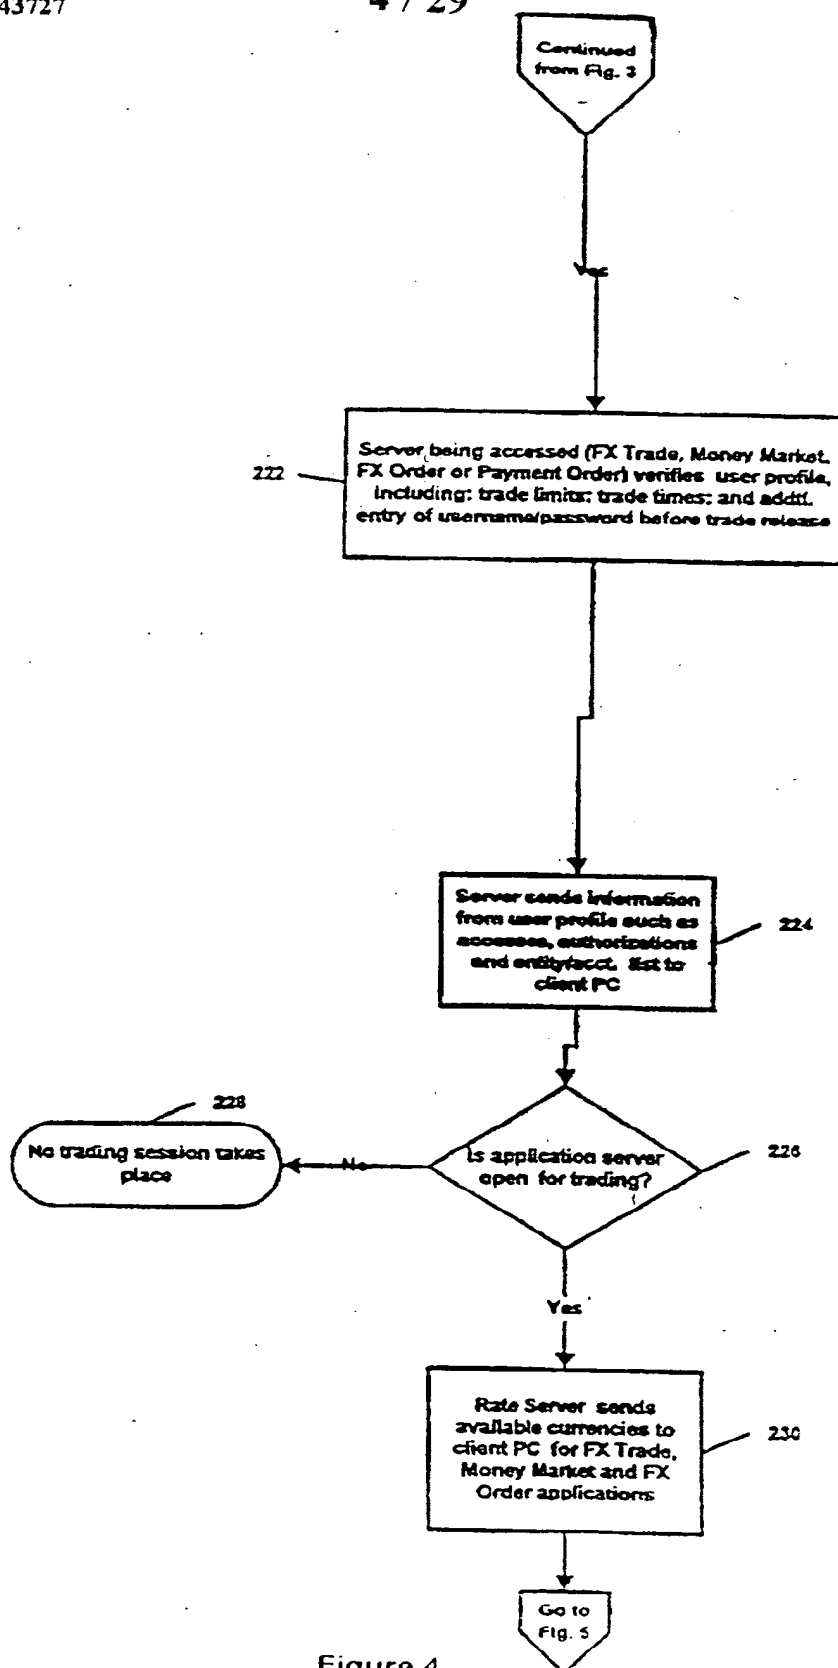 43727
4 / 29
Continued
from Fig. 3
Yes
222
Server being accessed (FX Trade, Money Market,
FX Order or Payment Order) verifies user profile,
including: trade limits; trade times; and addtl.
entry of username/password before trade release
Server sends information
from user profile such as
accesses, authorizations
and entity/acct. list to
client PC
224
228
No trading session takes
place
No
Is application server
open for trading?
226
Yes
Rate Server sends
available currencies to
client PC for FX Trade,
Money Market and FX
Order applications
230
Go to
Fig. 5
Figure 4